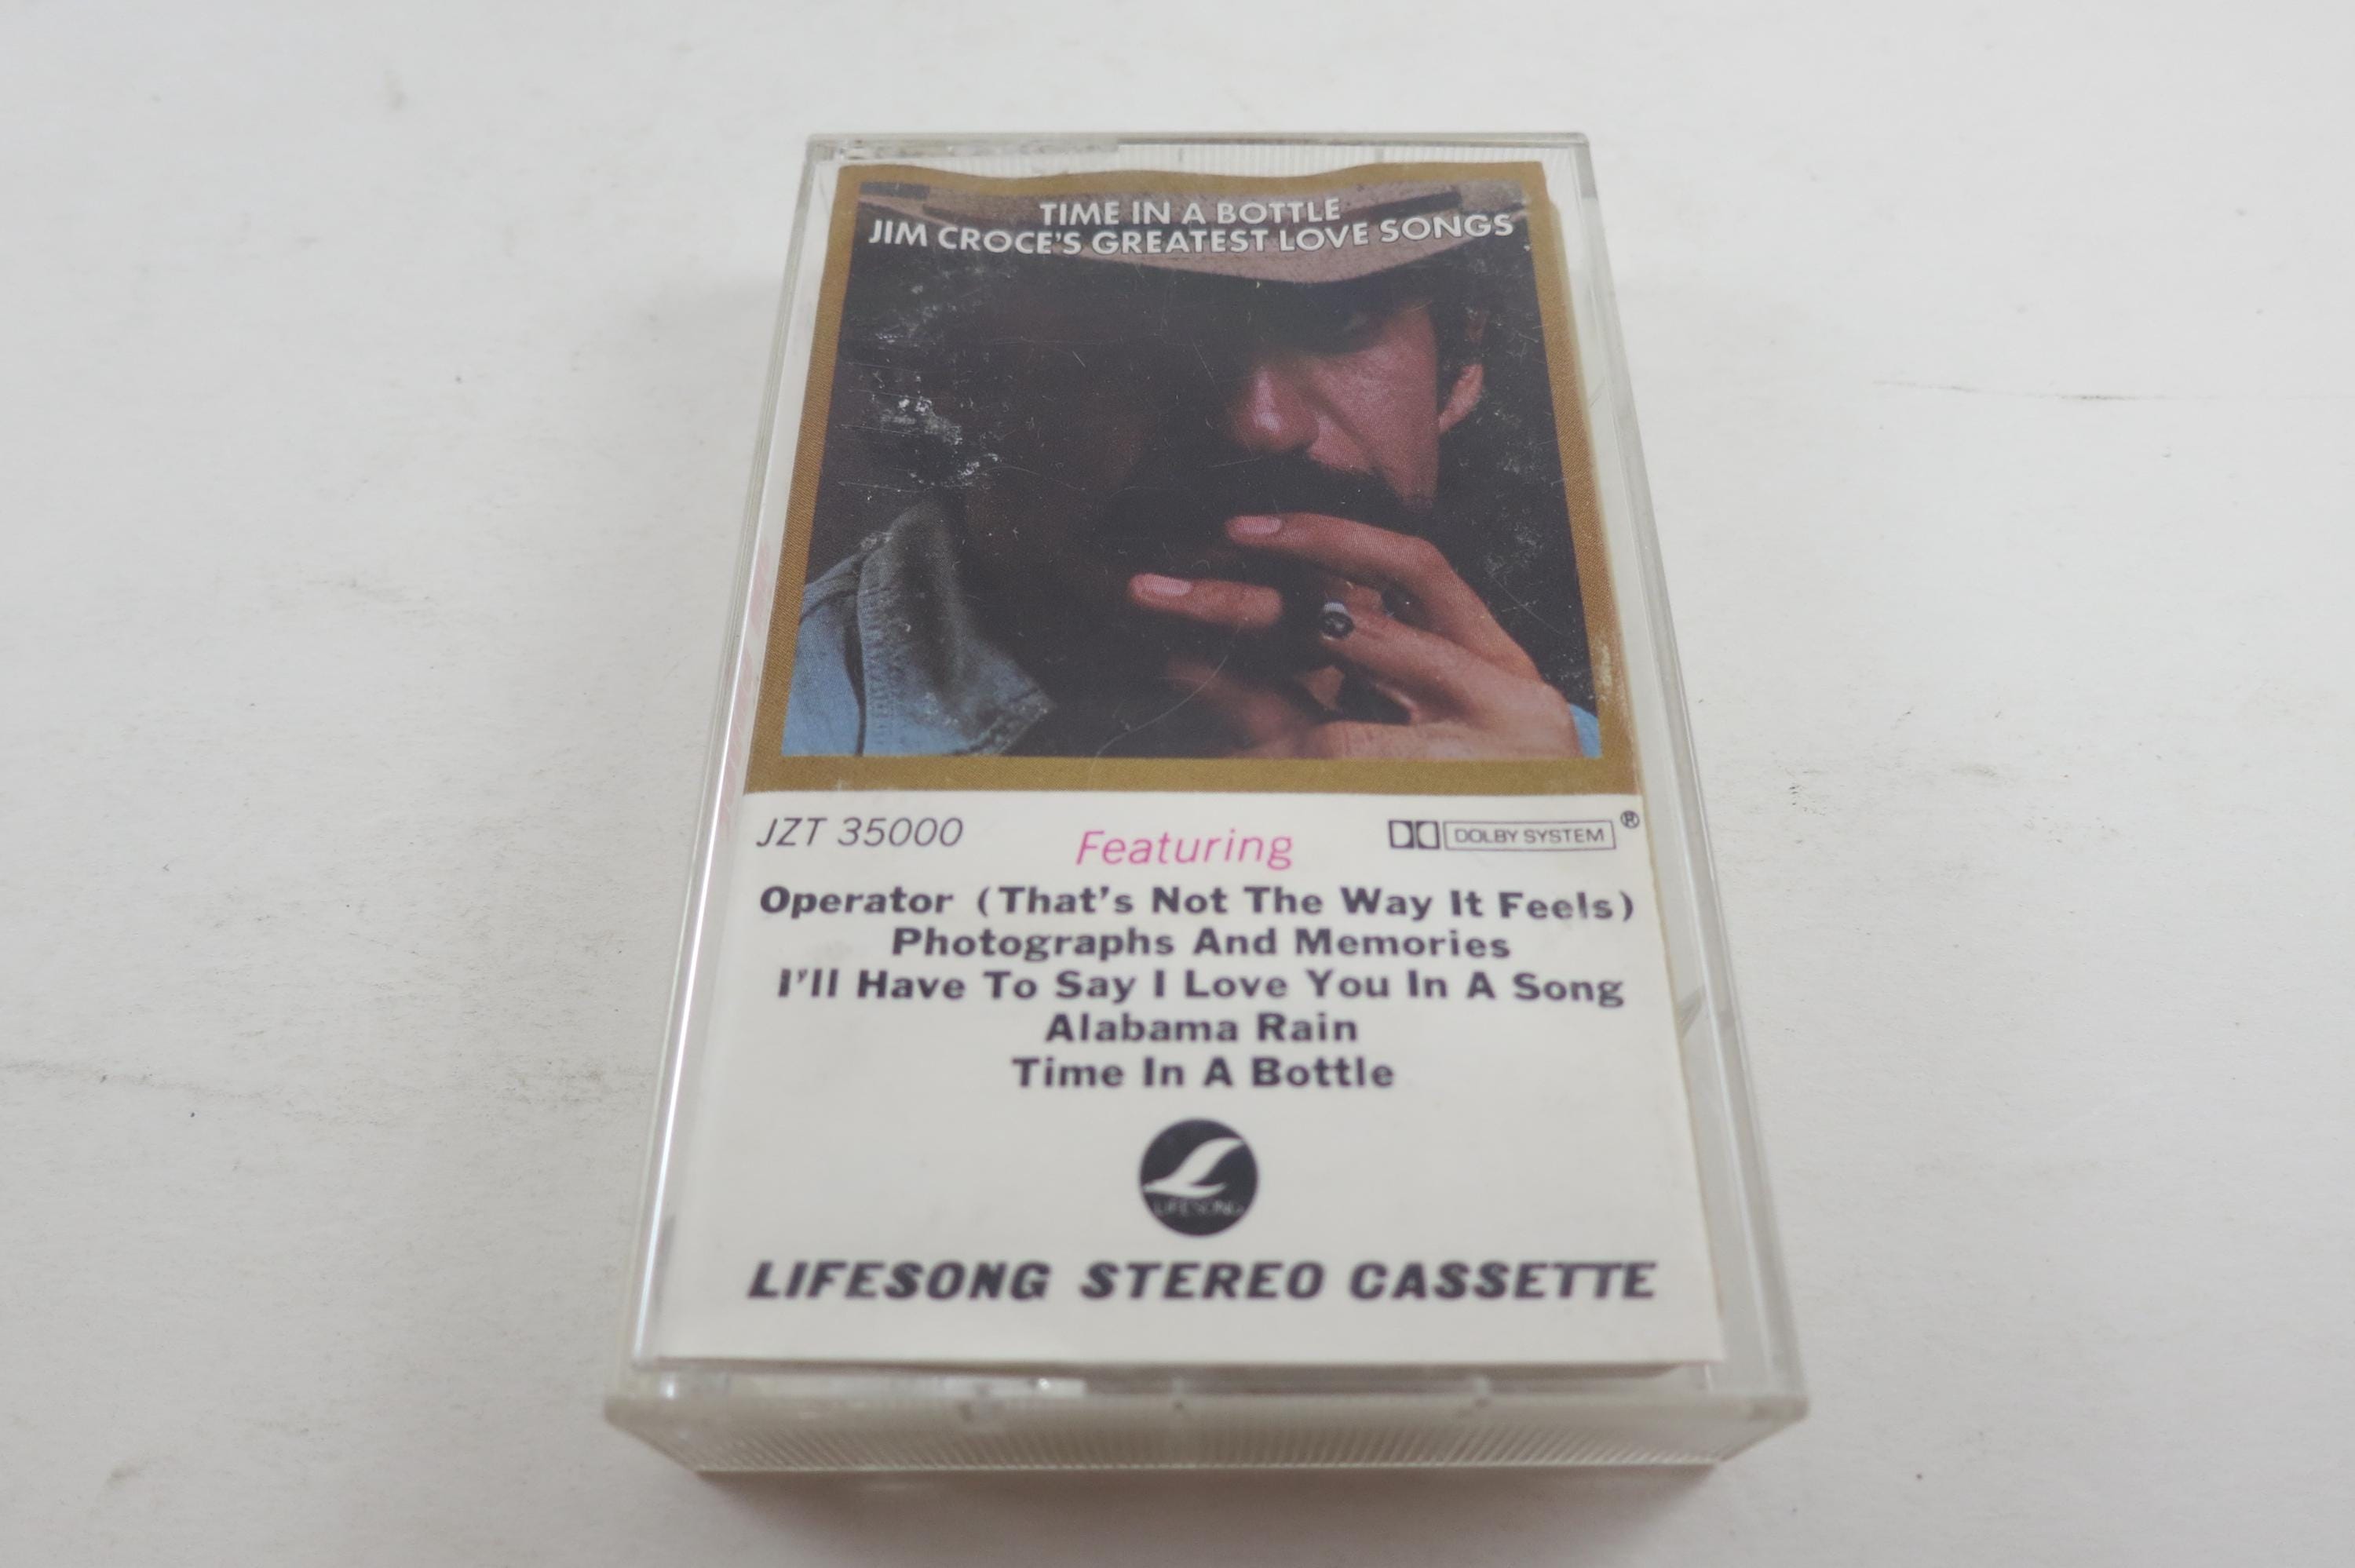 TIME IN A BOTTLE
JIM CROCE'S GREATEST LOVE SONGS
JZT 35000
Featuring
DOLBY SYSTEM ®
Operator (That's Not The Way It Feels)
Photographs And Memories
I'll Have To Say I Love You In A Song
Alabama Rain
Time In A Bottle
LIFESONG
LIFESONG STEREO CASSETTE